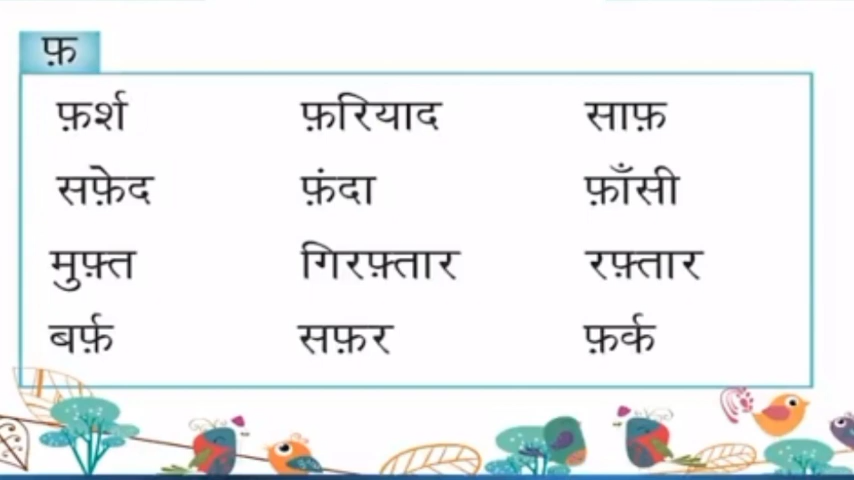 फ़
फ़र्श फ़रियाद साफ़
सफ़ेद फ़ंदा फ़ाँसी
मुफ़्त गिरफ़्तार रफ़्तार
बर्फ़ सफ़र फ़र्क